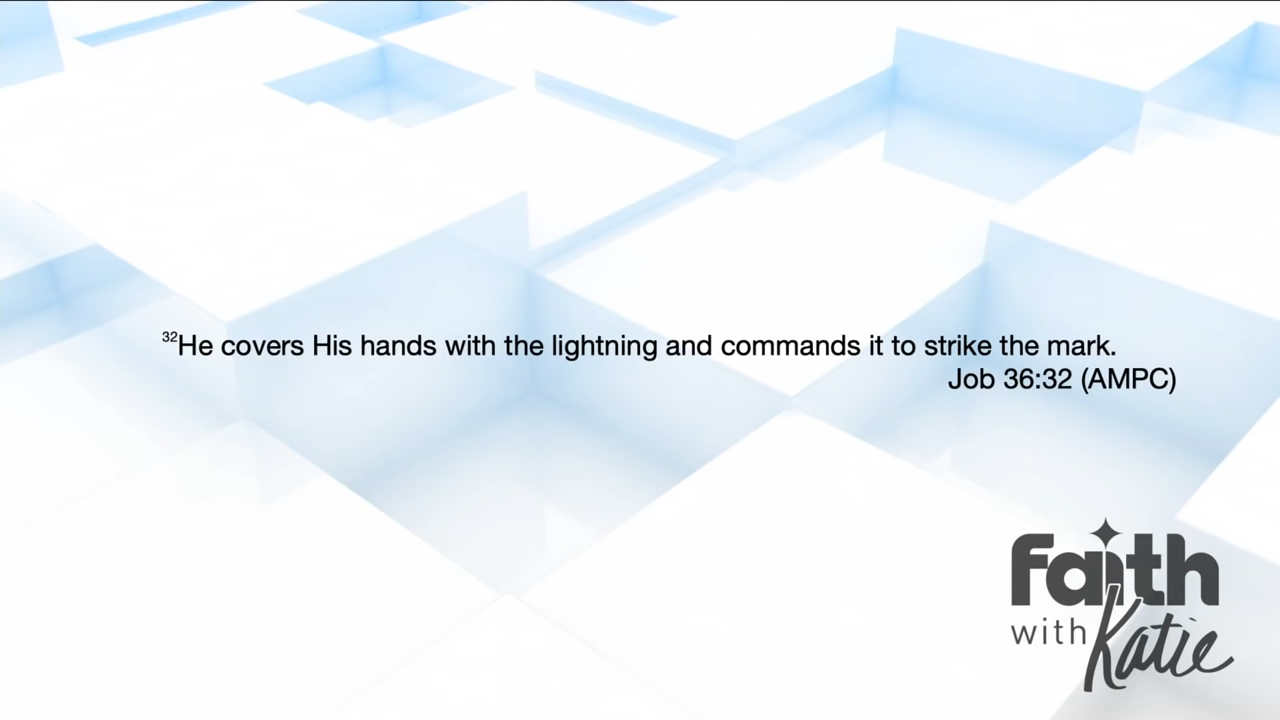 32He covers His hands with the lightning and commands it to strike the mark.
Job 36:32 (AMPC)
faith
with Katie